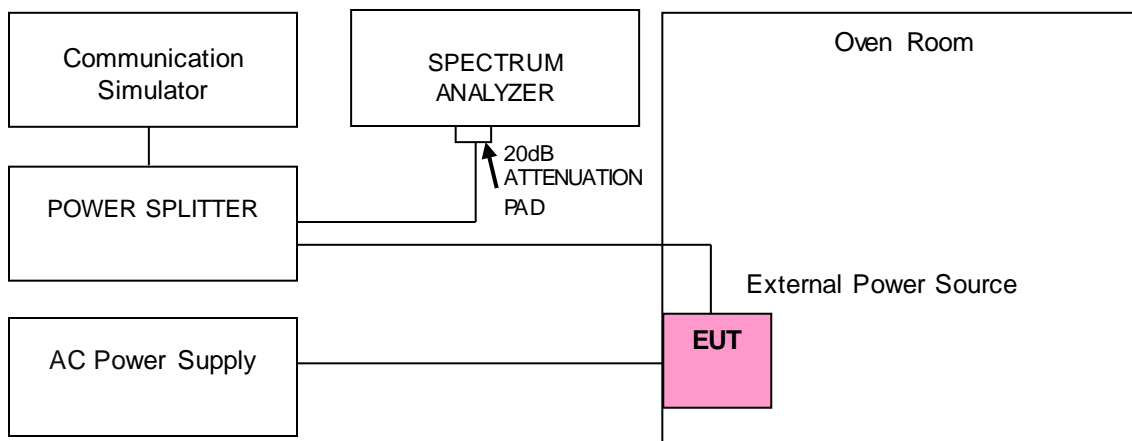 Communication
Simulator
SPECTRUM
ANALYZER
Oven Room
20dB
ATTENUATION
PAD
POWER SPLITTER
External Power Source
EUT
AC Power Supply